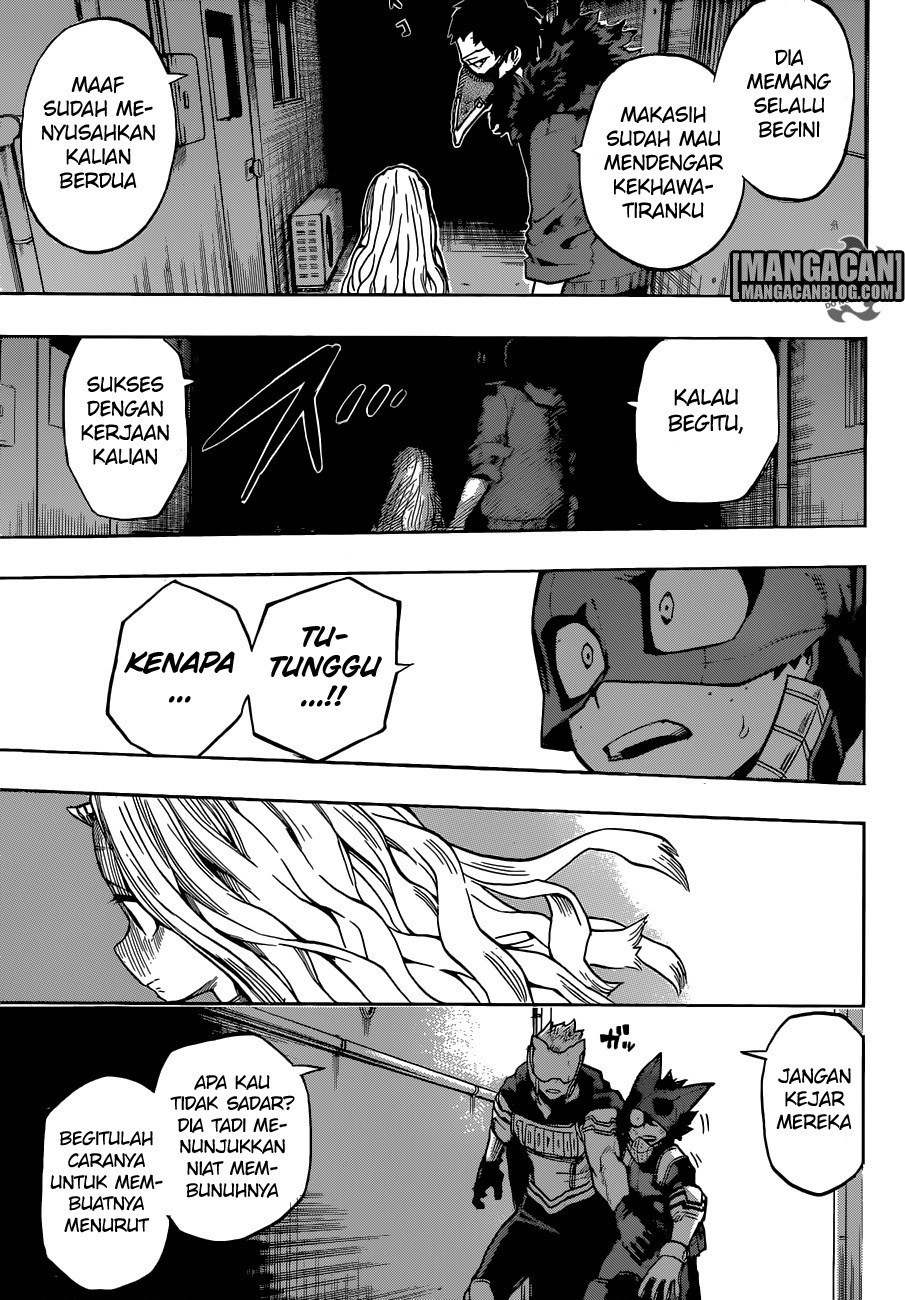 DIA
MEMANG
SELALU
BEGINI
MAKASIH
SUDAH MAU
MENDENGAR
KEKHAWA-
TIRANKU
MAAF
SUDAH ME-
NYUSAHKAN
KALIAN
BERDUA
MANGACAN
MANGACANBLOG.COM
KALAU
BEGITU,
SUKSES
DENGAN
KERJAAN
KALIAN
TU-
TUNGGU
...!!
KENAPA
...
JANGAN
KEJAR
MEREKA
APA KAU
TIDAK SADAR?
DIA TADI ME-
NUNJUKKAN
NIAT MEM-
BUNUHNYA
BEGITULAH
CARANYA
UNTUK MEM-
BUATNYA
MENURUT